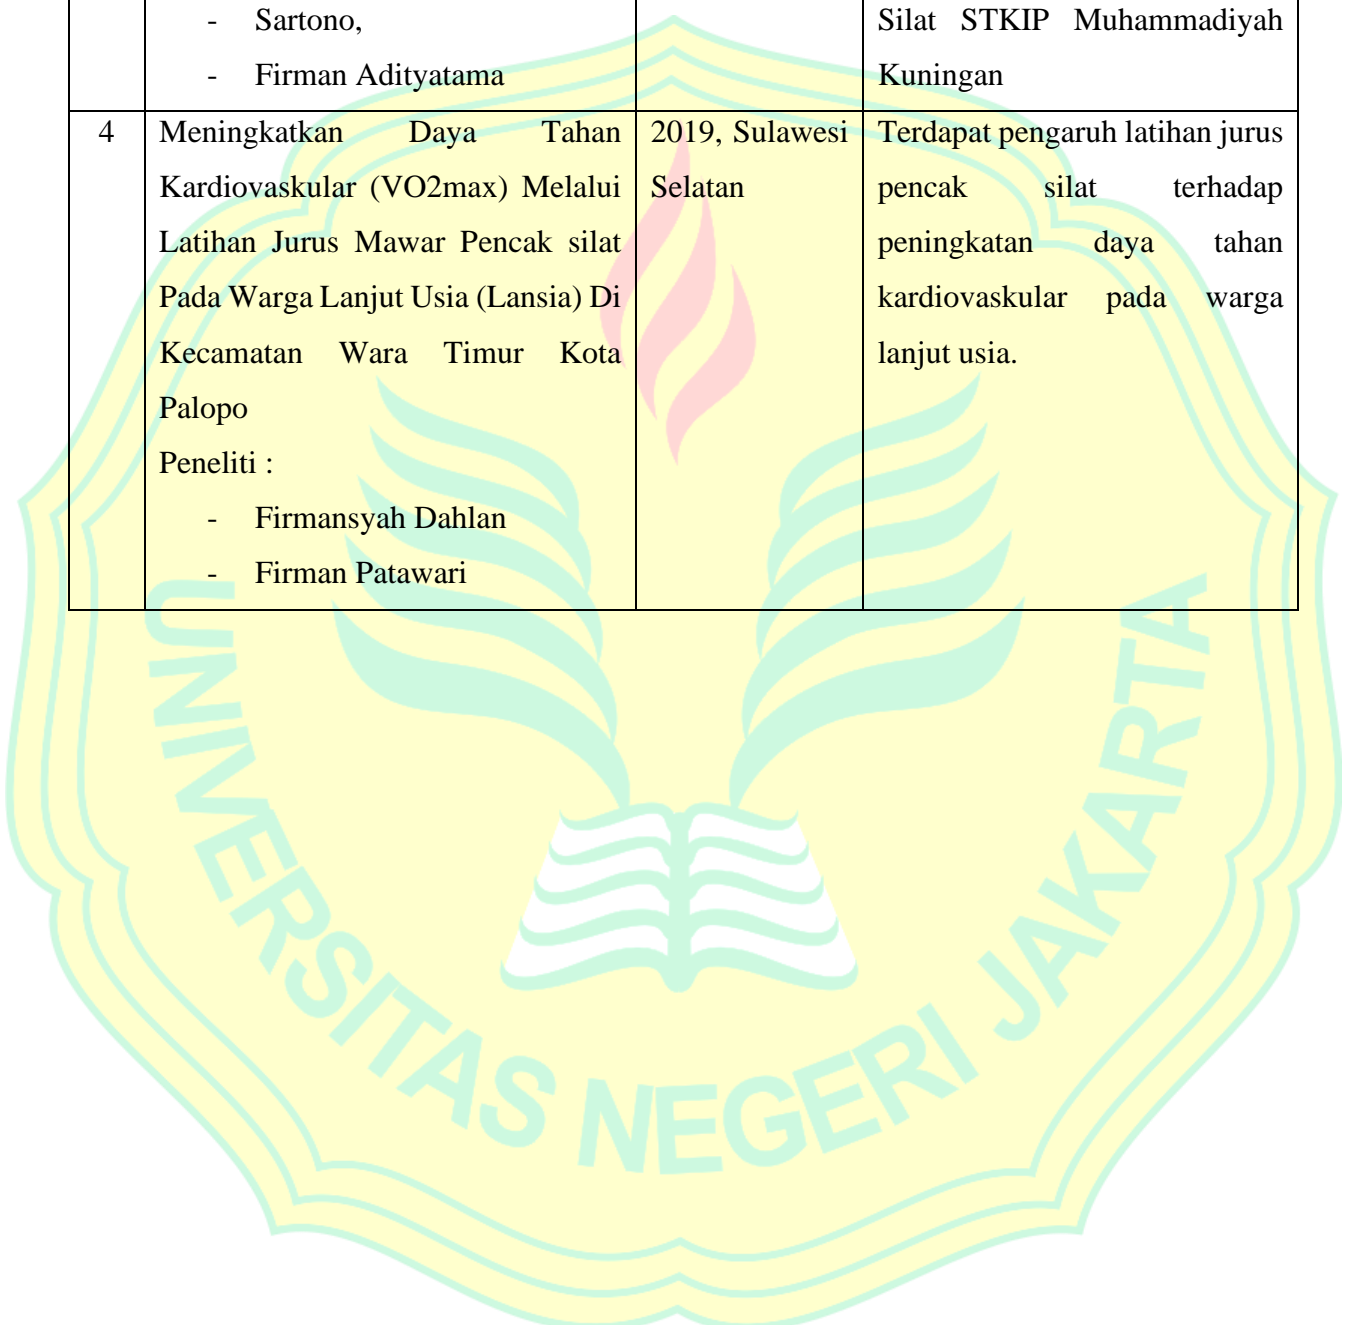 - Sartono,
- Firman Adityatama
Silat STKIP Muhammadiyah
Kuningan
4
Meningkatkan Daya Tahan
Kardiovaskular (VO2max) Melalui
Latihan Jurus Mawar Pencak silat
Pada Warga Lanjut Usia (Lansia) Di
Kecamatan Wara Timur Kota
Palopo
Peneliti :
- Firmansyah Dahlan
- Firman Patawari
2019, Sulawesi
Selatan
Terdapat pengaruh latihan jurus
pencak silat terhadap
peningkatan daya tahan
kardiovaskular pada warga
lanjut usia.
UNIVERSITAS NEGERI JAKARTA